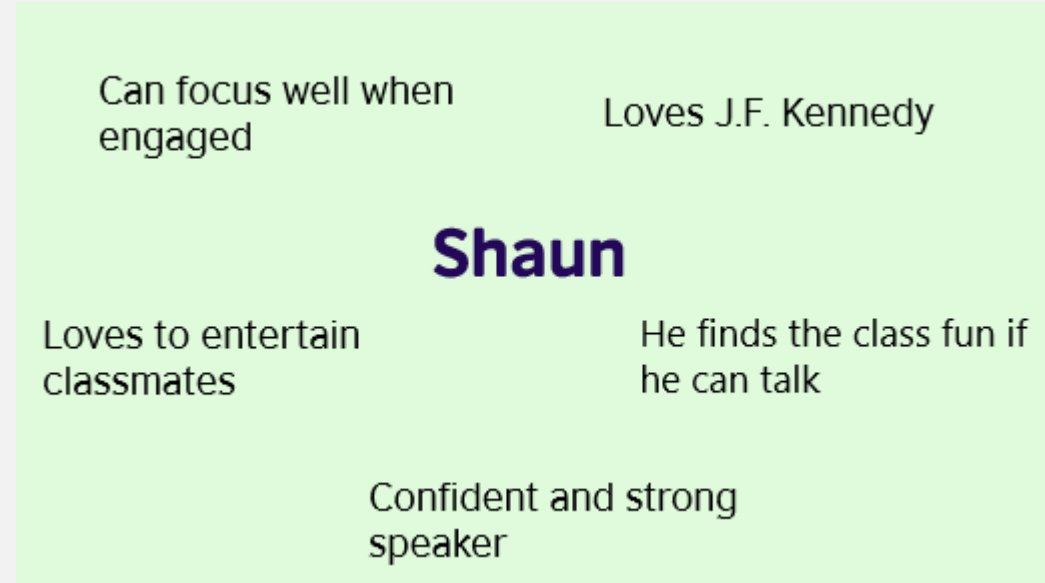 Can focus well when
engaged
Loves J.F. Kennedy
Shaun
Loves to entertain
classmates
He finds the class fun if
he can talk
Confident and strong
speaker